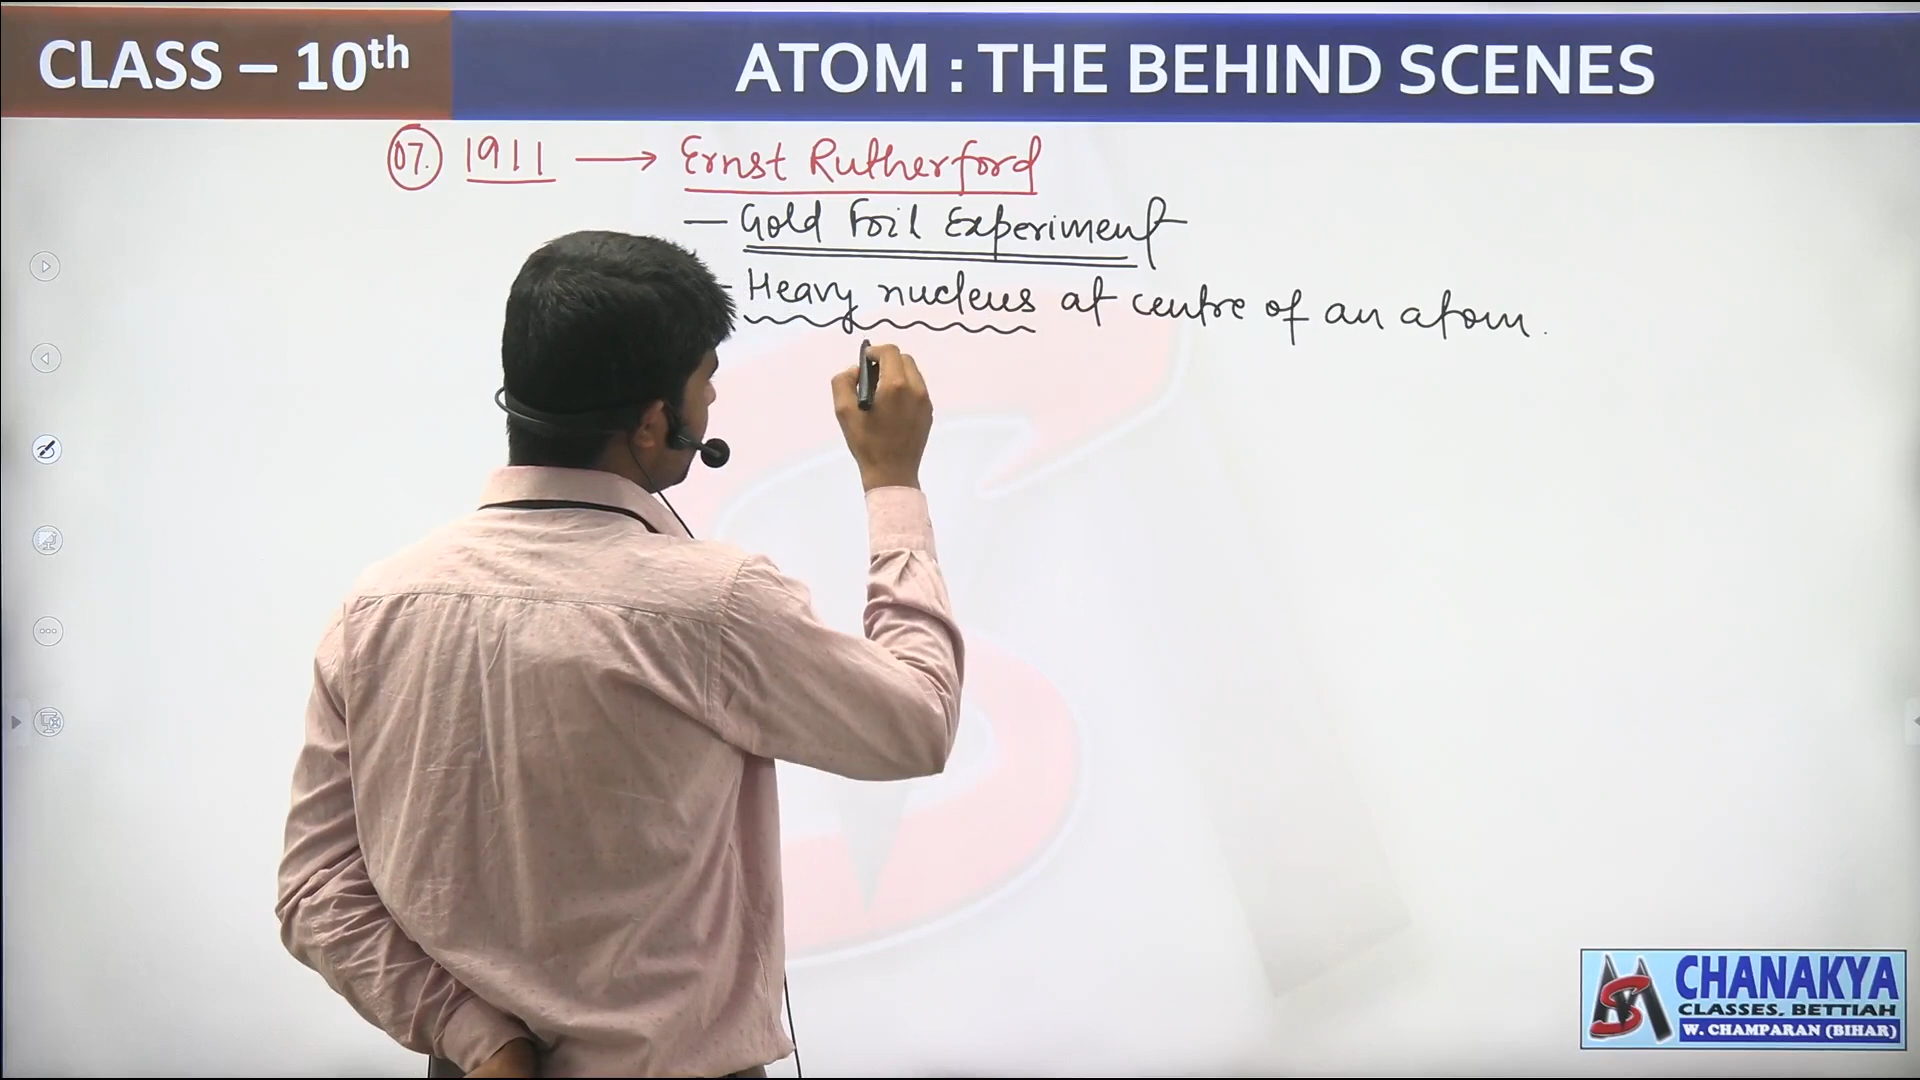 CLASS – 10th
ATOM : THE BEHIND SCENES
07. 1911 → Ernst Rutherford
— Gold Foil Experiment
- Heavy nucleus at centre of an atom.
CHANAKYA
CLASSES, BETTIAH
W. CHAMPARAN (BIHAR)